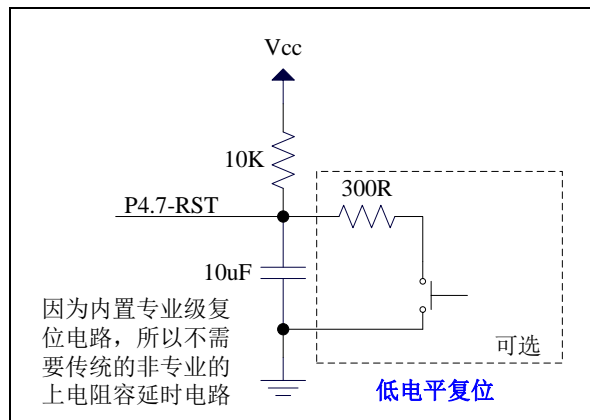 Vcc
10K
300R
P4.7-RST
10uF
因为内置专业级复
位电路，所以不需
要传统的非专业的
上电阻容延时电路
可选
低电平复位